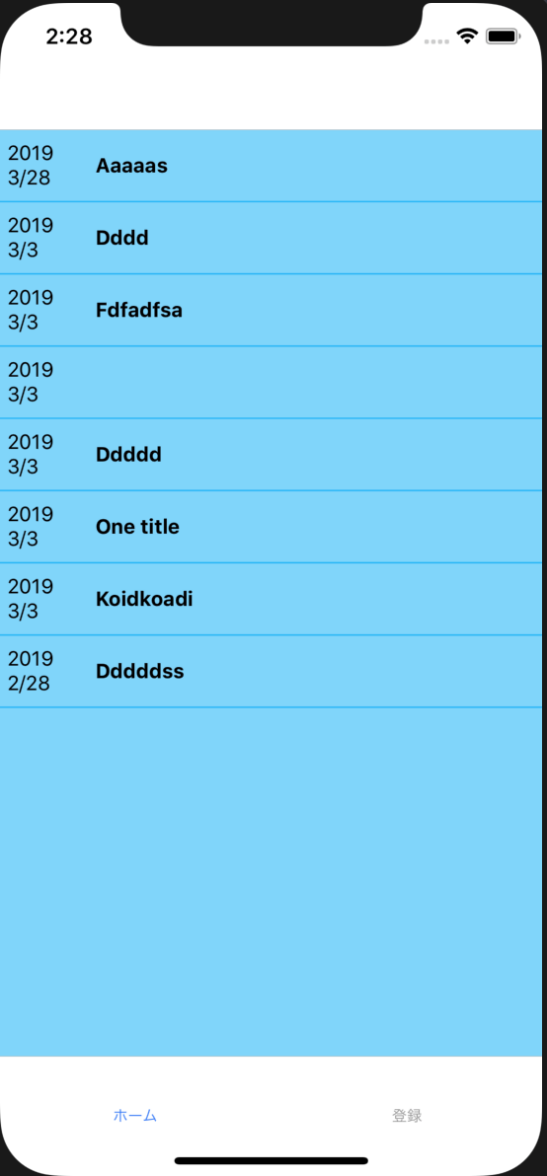 2:28
2019
3/28
Aaaaas
2019
3/3
Dddd
2019
3/3
Fdfadfsa
2019
3/3
2019
3/3
Ddddd
2019
3/3
One title
2019
3/3
Koidkoadi
2019
2/28
Dddddss
ホーム
登録